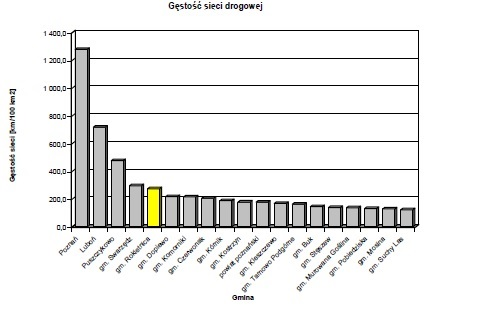 Gęstość sieci drogowej
Gęstość sieci [km/100 km2]
1 400,0
1 200,0
1 000,0
800,0
600,0
400,0
200,0
0,0
Poznań
Luboń
Puszczykowo
gm. Swarzędz
gm. Rokietnica
gm. Dopiewo
gm. Komorniki
gm. Czerwonak
gm. Kórnik
gm. Kostrzyn
powiat poznański
gm. Kleszczewo
gm. Tarnowo Podgórne
gm. Buk
gm. Stęszew
gm. Murowana Goślina
gm. Pobiedziska
gm. Mosina
gm. Suchy Las
Gmina